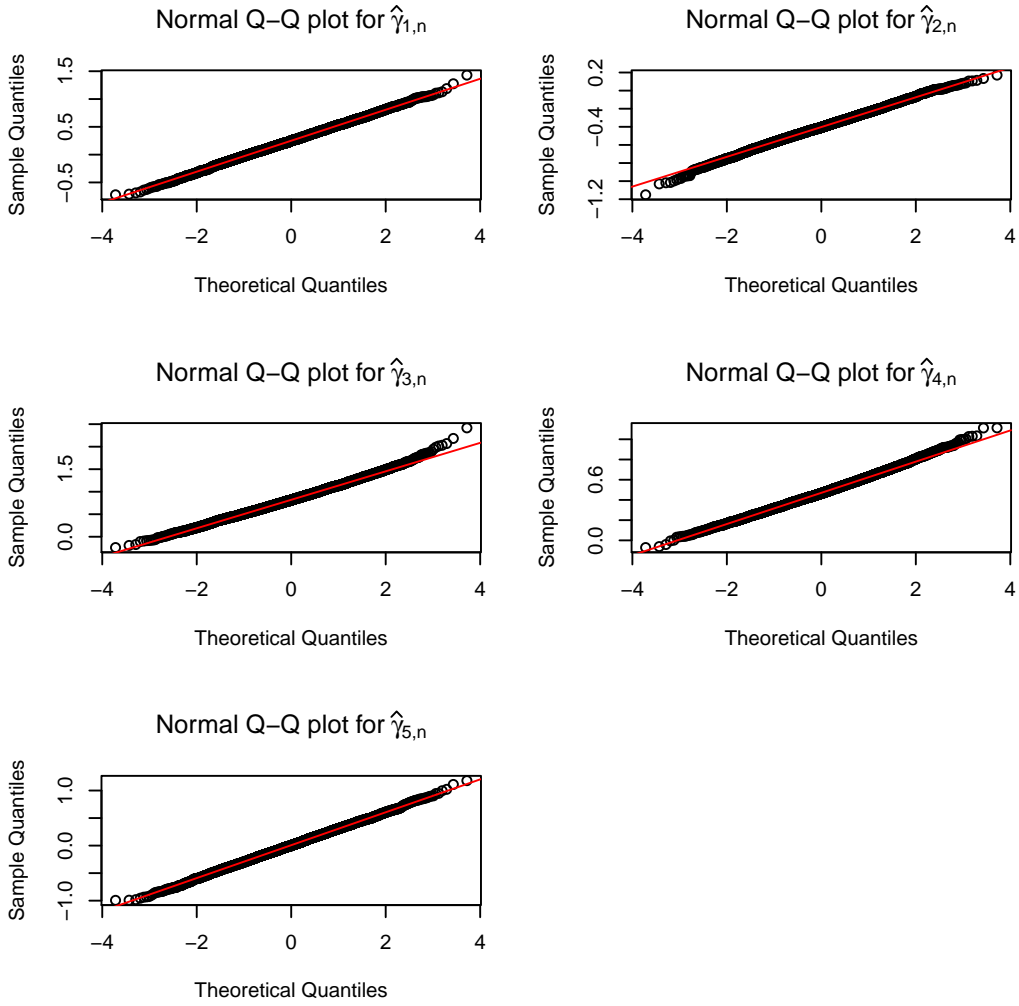 Normal Q−Q plot for γ̂1,n
Sample Quantiles
1.5
0.5
−0.5
−4 −2 0 2 4
Theoretical Quantiles
Normal Q−Q plot for γ̂2,n
Sample Quantiles
0.2
−0.4
−1.2
−4 −2 0 2 4
Theoretical Quantiles
Normal Q−Q plot for γ̂3,n
Sample Quantiles
1.5
0.0
−4 −2 0 2 4
Theoretical Quantiles
Normal Q−Q plot for γ̂4,n
Sample Quantiles
0.6
0.0
−4 −2 0 2 4
Theoretical Quantiles
Normal Q−Q plot for γ̂5,n
Sample Quantiles
1.0
0.0
−1.0
−4 −2 0 2 4
Theoretical Quantiles